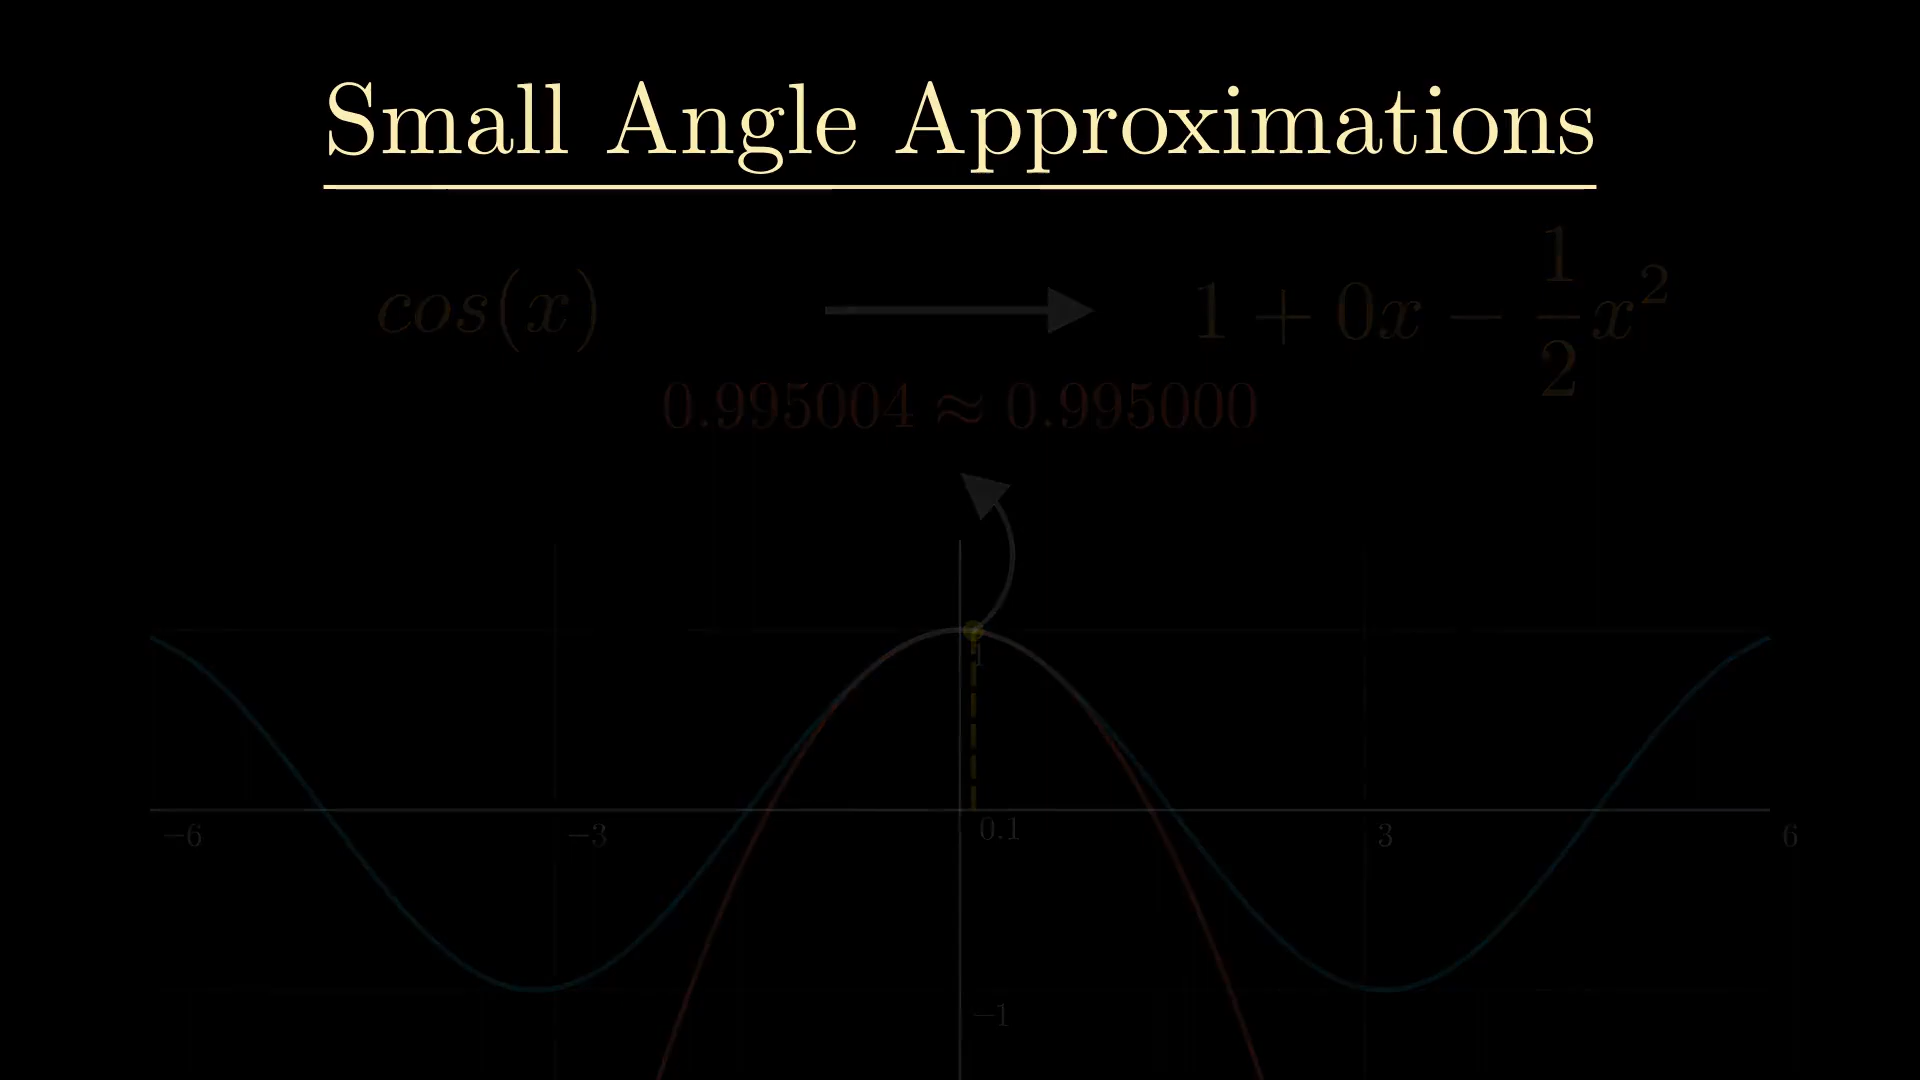 Small Angle Approximations
cos(x) → 1 + 0x − 1/2 x²
0.995004 ≈ 0.995000
1
−6 −3 0.1 3 6
−1